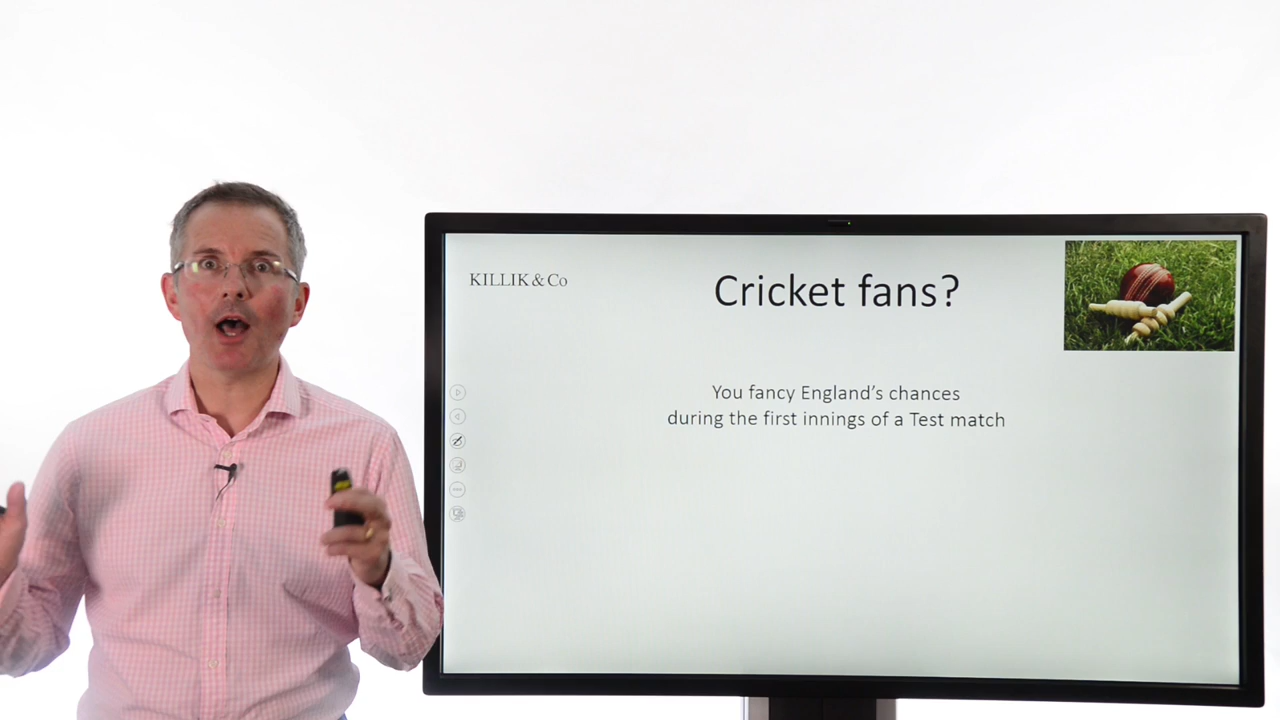 KILLIK & Co
Cricket fans?
You fancy England's chances
during the first innings of a Test match